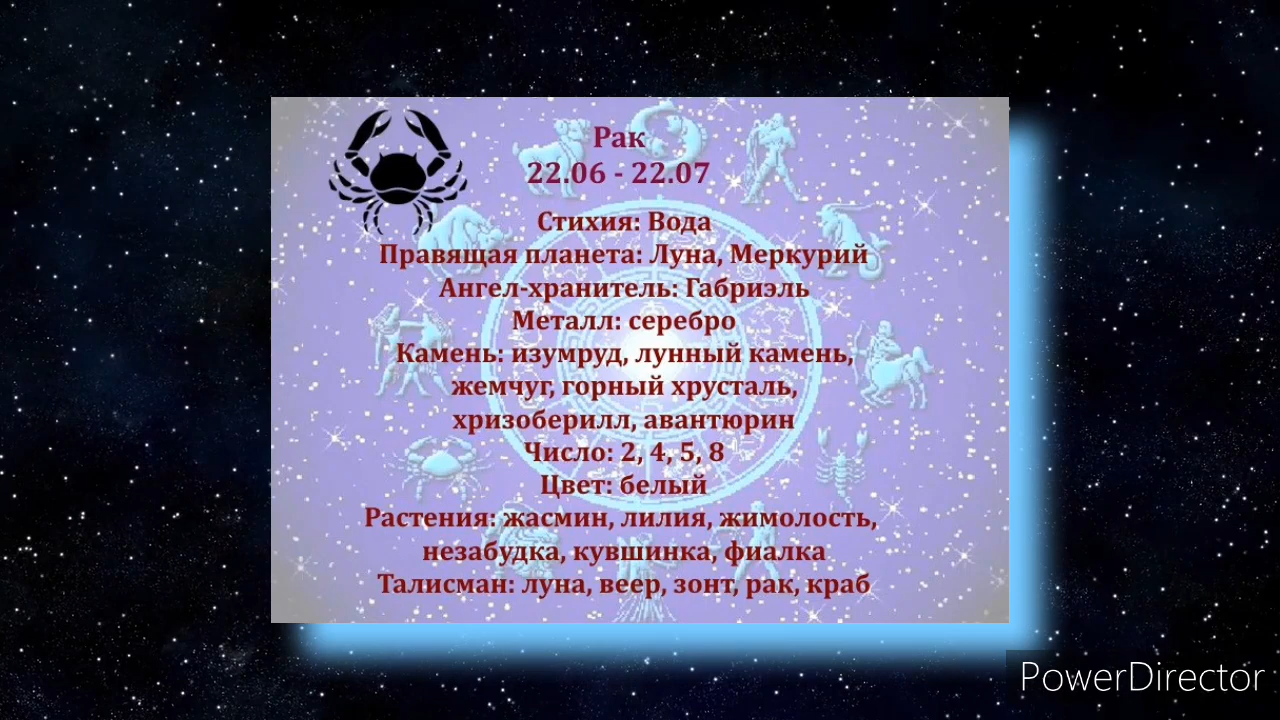 Рак
22.06 - 22.07
Стихия: Вода
Правящая планета: Луна, Меркурий
Ангел-хранитель: Габриэль
Металл: серебро
Камень: изумруд, лунный камень,
жемчуг, горный хрусталь,
хризоберилл, авантюрин
Число: 2, 4, 5, 8
Цвет: белый
Растения: жасмин, лилия, жимолость,
незабудка, кувшинка, фиалка
Талисман: луна, веер, зонт, рак, краб
PowerDirector